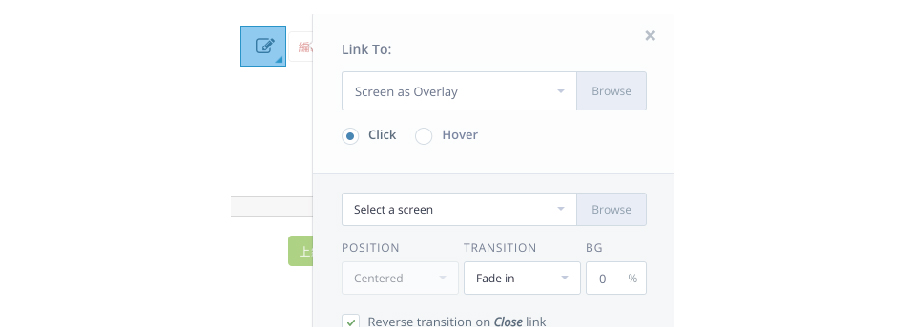 x
Link To:
Screen as Overlay
Browse
Click
Hover
Select a screen
Browse
POSITION
TRANSITION
BG
Centered
Fade in
0
%
Reverse transition on Close link
上